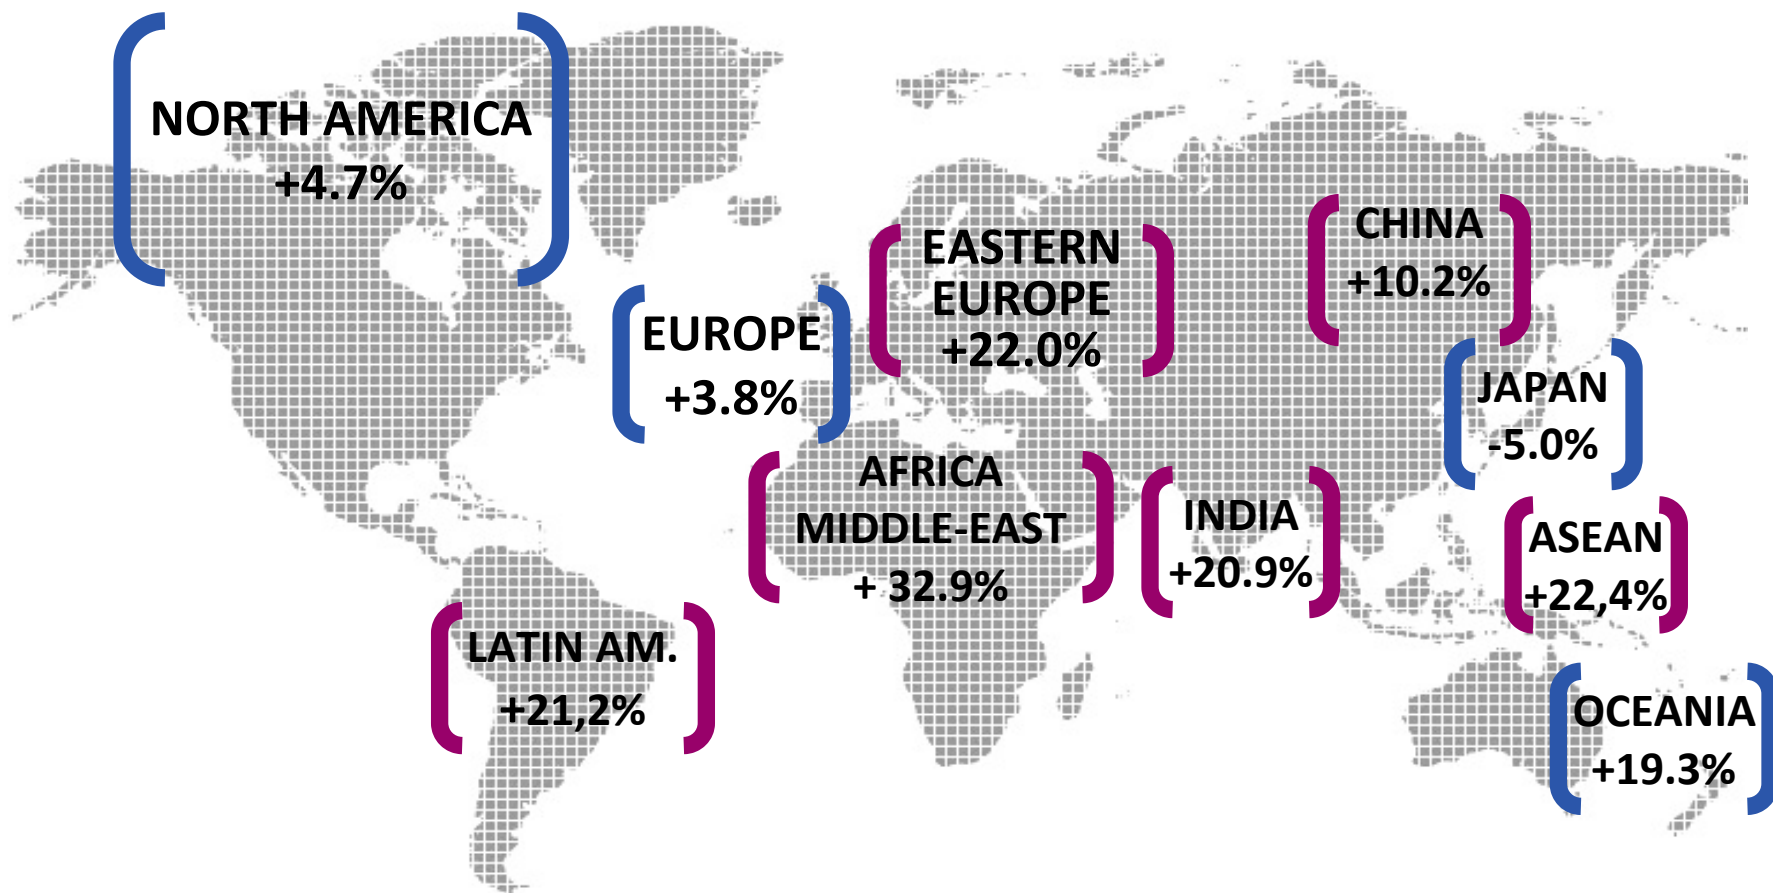 NORTH AMERICA
+4.7%
EUROPE
+3.8%
EASTERN
EUROPE
+22.0%
CHINA
+10.2%
JAPAN
-5.0%
AFRICA
MIDDLE-EAST
+ 32.9%
INDIA
+20.9%
ASEAN
+22,4%
LATIN AM.
+21,2%
OCEANIA
+19.3%